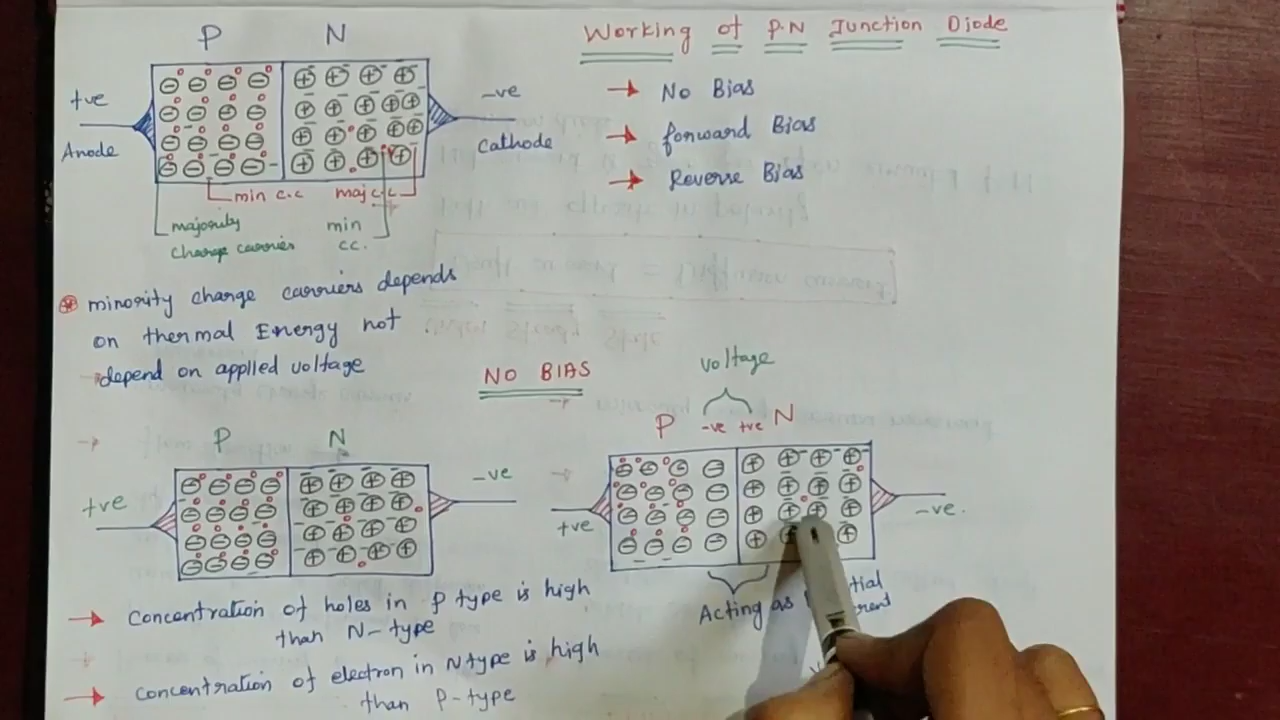 Working of P.N Junction Diode
→ No Bias
→ forward Bias
→ Reverse Bias
P N
+ve
Anode
-ve
Cathode
min c.c maj c.c
majority
charge carrier
min
cc.
minority charge carriers depends
on thermal Energy not
depend on applied voltage
NO BIAS
P N
+ve
-ve
voltage
P -ve +ve N
+ve
-ve.
Acting as
→ Concentration of holes in P type is high
than N-type
→ Concentration of electron in N type is high
than P-type